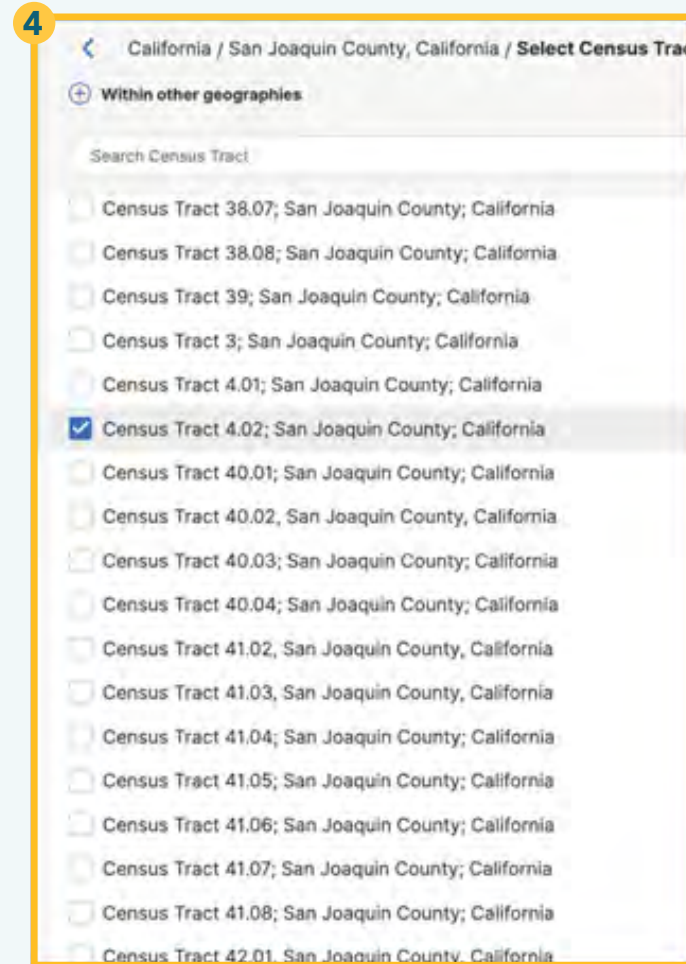 4
California / San Joaquin County, California / Select Census Trac
Within other geographies
Search Census Tract
Census Tract 38.07; San Joaquin County; California
Census Tract 38.08; San Joaquin County; California
Census Tract 39; San Joaquin County; California
Census Tract 3; San Joaquin County; California
Census Tract 4.01; San Joaquin County; California
Census Tract 4.02; San Joaquin County; California
Census Tract 40.01; San Joaquin County; California
Census Tract 40.02, San Joaquin County, California
Census Tract 40.03; San Joaquin County; California
Census Tract 40.04; San Joaquin County; California
Census Tract 41.02, San Joaquin County, California
Census Tract 41.03, San Joaquin County, California
Census Tract 41.04; San Joaquin County; California
Census Tract 41.05; San Joaquin County; California
Census Tract 41.06; San Joaquin County; California
Census Tract 41.07; San Joaquin County; California
Census Tract 41.08; San Joaquin County; California
Census Tract 42.01, San Joaquin County, California